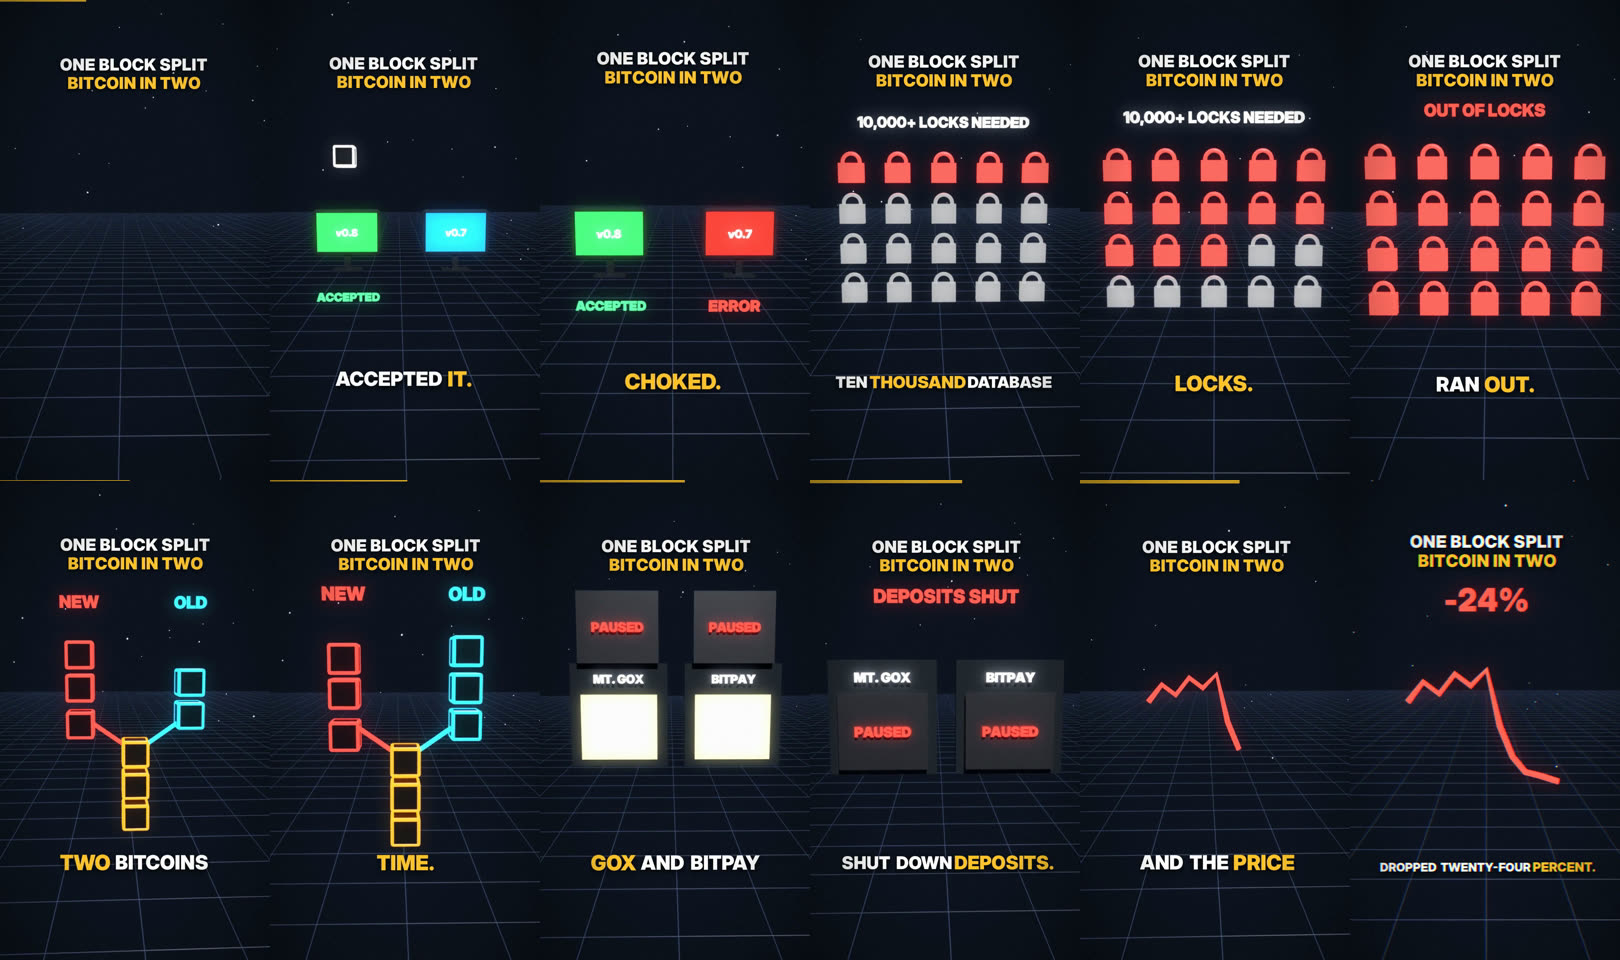 ONE BLOCK SPLIT
BITCOIN IN TWO
ONE BLOCK SPLIT
BITCOIN IN TWO
v0.8
v0.7
ACCEPTED
ACCEPTED IT.
ONE BLOCK SPLIT
BITCOIN IN TWO
v0.8
v0.7
ACCEPTED
ERROR
CHOKED.
ONE BLOCK SPLIT
BITCOIN IN TWO
10,000+ LOCKS NEEDED
TEN THOUSAND DATABASE
ONE BLOCK SPLIT
BITCOIN IN TWO
10,000+ LOCKS NEEDED
LOCKS.
ONE BLOCK SPLIT
BITCOIN IN TWO
OUT OF LOCKS
RAN OUT.
ONE BLOCK SPLIT
BITCOIN IN TWO
NEW
OLD
TWO BITCOINS
ONE BLOCK SPLIT
BITCOIN IN TWO
NEW
OLD
TIME.
ONE BLOCK SPLIT
BITCOIN IN TWO
PAUSED
PAUSED
MT. GOX
BITPAY
GOX AND BITPAY
ONE BLOCK SPLIT
BITCOIN IN TWO
DEPOSITS SHUT
MT. GOX
BITPAY
PAUSED
PAUSED
SHUT DOWN DEPOSITS.
ONE BLOCK SPLIT
BITCOIN IN TWO
AND THE PRICE
ONE BLOCK SPLIT
BITCOIN IN TWO
-24%
DROPPED TWENTY-FOUR PERCENT.